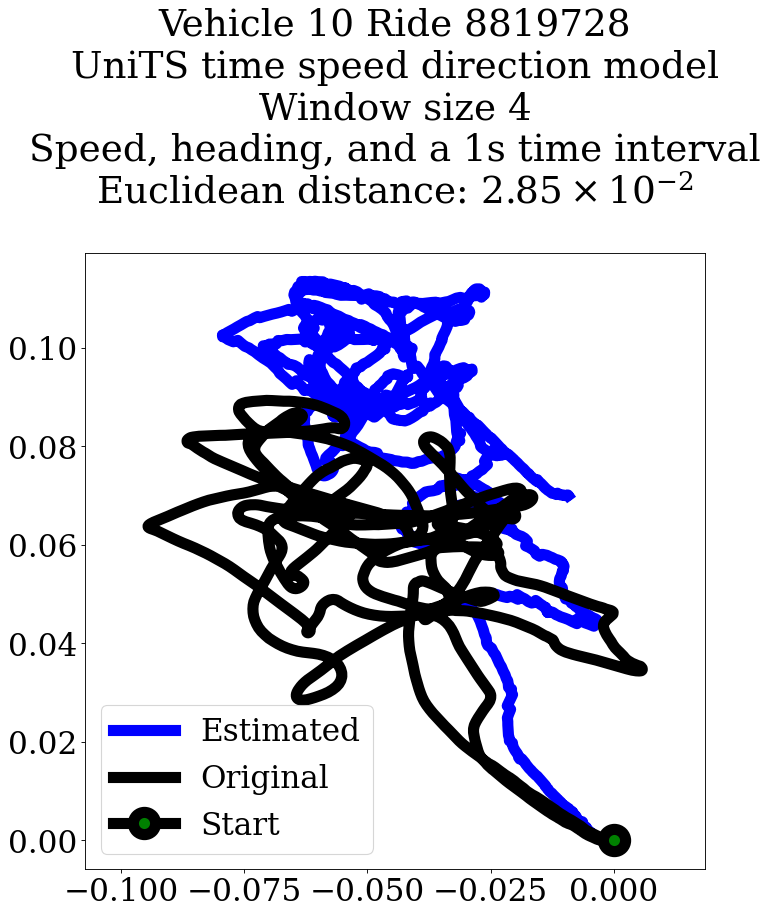 Vehicle 10 Ride 8819728
UniTS time speed direction model
Window size 4
Speed, heading, and a 1s time interval
Euclidean distance: 2.85 × 10⁻²
0.10
0.08
0.06
0.04
0.02
0.00
Estimated
Original
Start
−0.100 −0.075 −0.050 −0.025 0.000